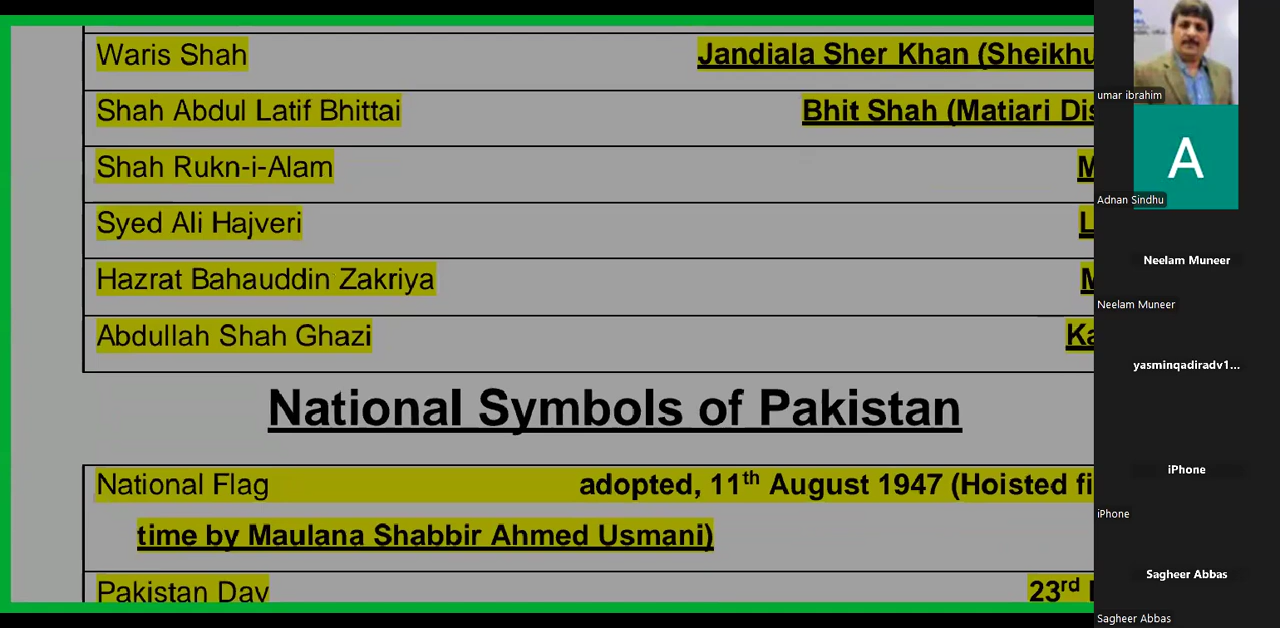 Waris Shah Jandiala Sher Khan (Sheikhu
Shah Abdul Latif Bhittai Bhit Shah (Matiari Dis
Shah Rukn-i-Alam M
Syed Ali Hajveri L
Hazrat Bahauddin Zakriya M
Abdullah Shah Ghazi Ka
National Symbols of Pakistan
National Flag adopted, 11th August 1947 (Hoisted fi
time by Maulana Shabbir Ahmed Usmani)
Pakistan Day 23rd
umar ibrahim
A
Adnan Sindhu
Neelam Muneer
Neelam Muneer
yasminqadiradv1...
iPhone
iPhone
Sagheer Abbas
Sagheer Abbas